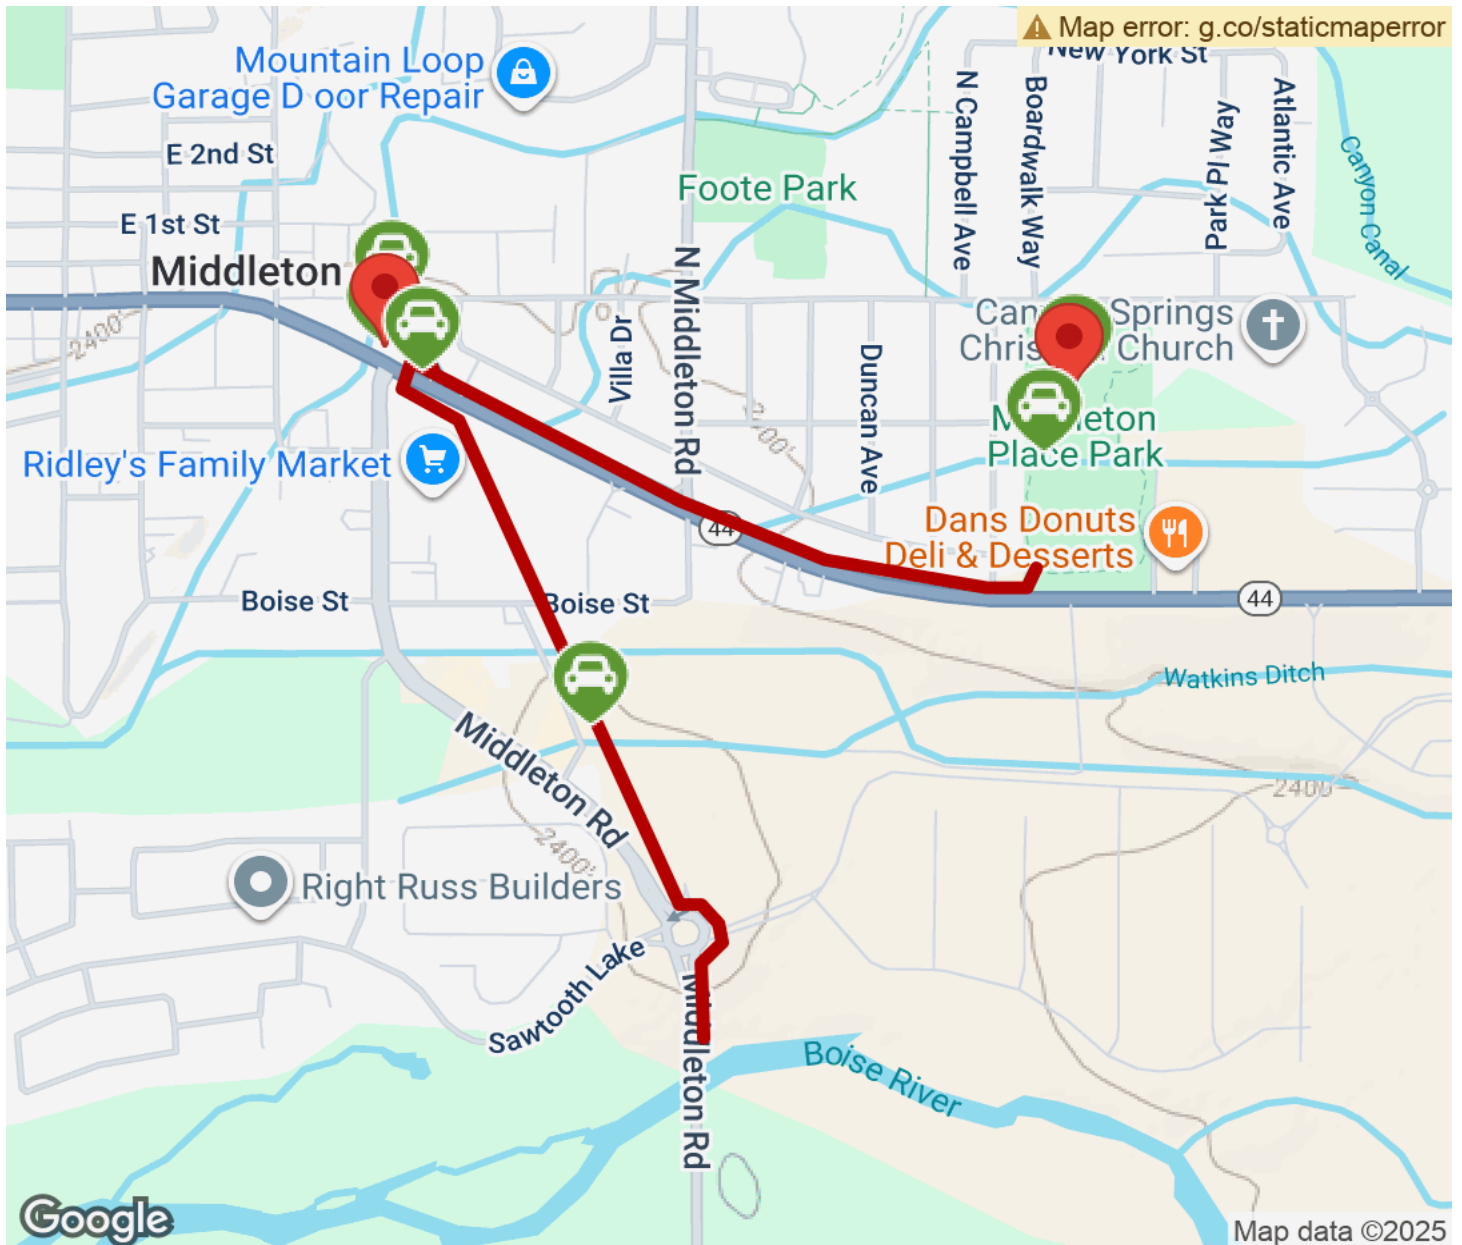 Map error: g.co/staticmaperror
New York St
Mountain Loop
Garage Door Repair
N Campbell Ave
Boardwalk Way
Park Pl Way
Atlantic Ave
Canyon Canal
E 2nd St
Foote Park
E 1st St
Middleton
N Middleton Rd
Villa Dr
Duncan Ave
2400'
Springs
Church
Place Park
Ridley's Family Market
44
Dans Donuts
Deli & Desserts
Boise St
Boise St
44
Watkins Ditch
Middleton Rd
2400'
2400
Right Russ Builders
Sawtooth Lake
Middleton Rd
Boise River
Google
Map data ©2025